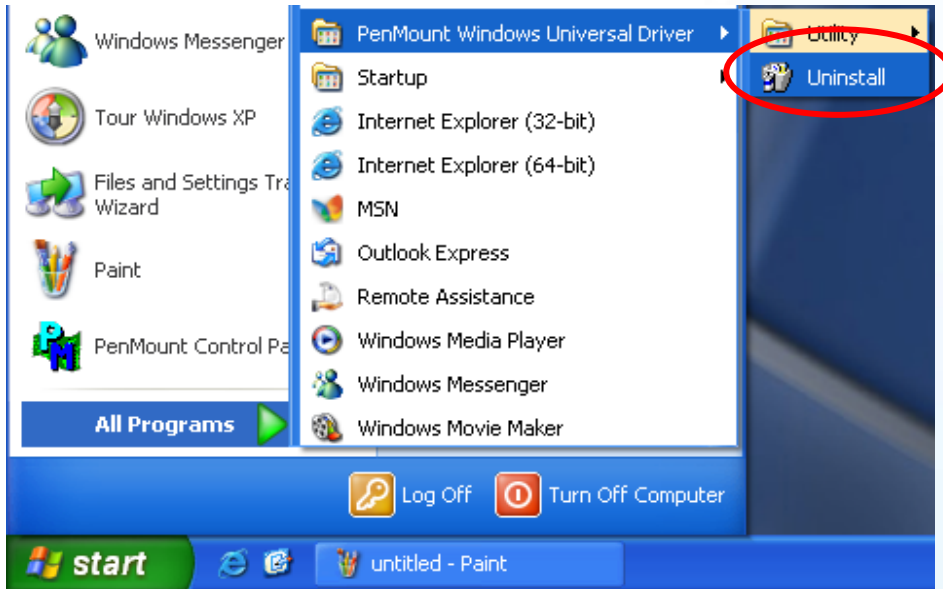 Windows Messenger
Tour Windows XP
Files and Settings Tra
Wizard
Paint
PenMount Control Pa
All Programs
PenMount Windows Universal Driver
Startup
Internet Explorer (32-bit)
Internet Explorer (64-bit)
MSN
Outlook Express
Remote Assistance
Windows Media Player
Windows Messenger
Windows Movie Maker
Utility
Uninstall
Log Off
Turn Off Computer
start
untitled - Paint